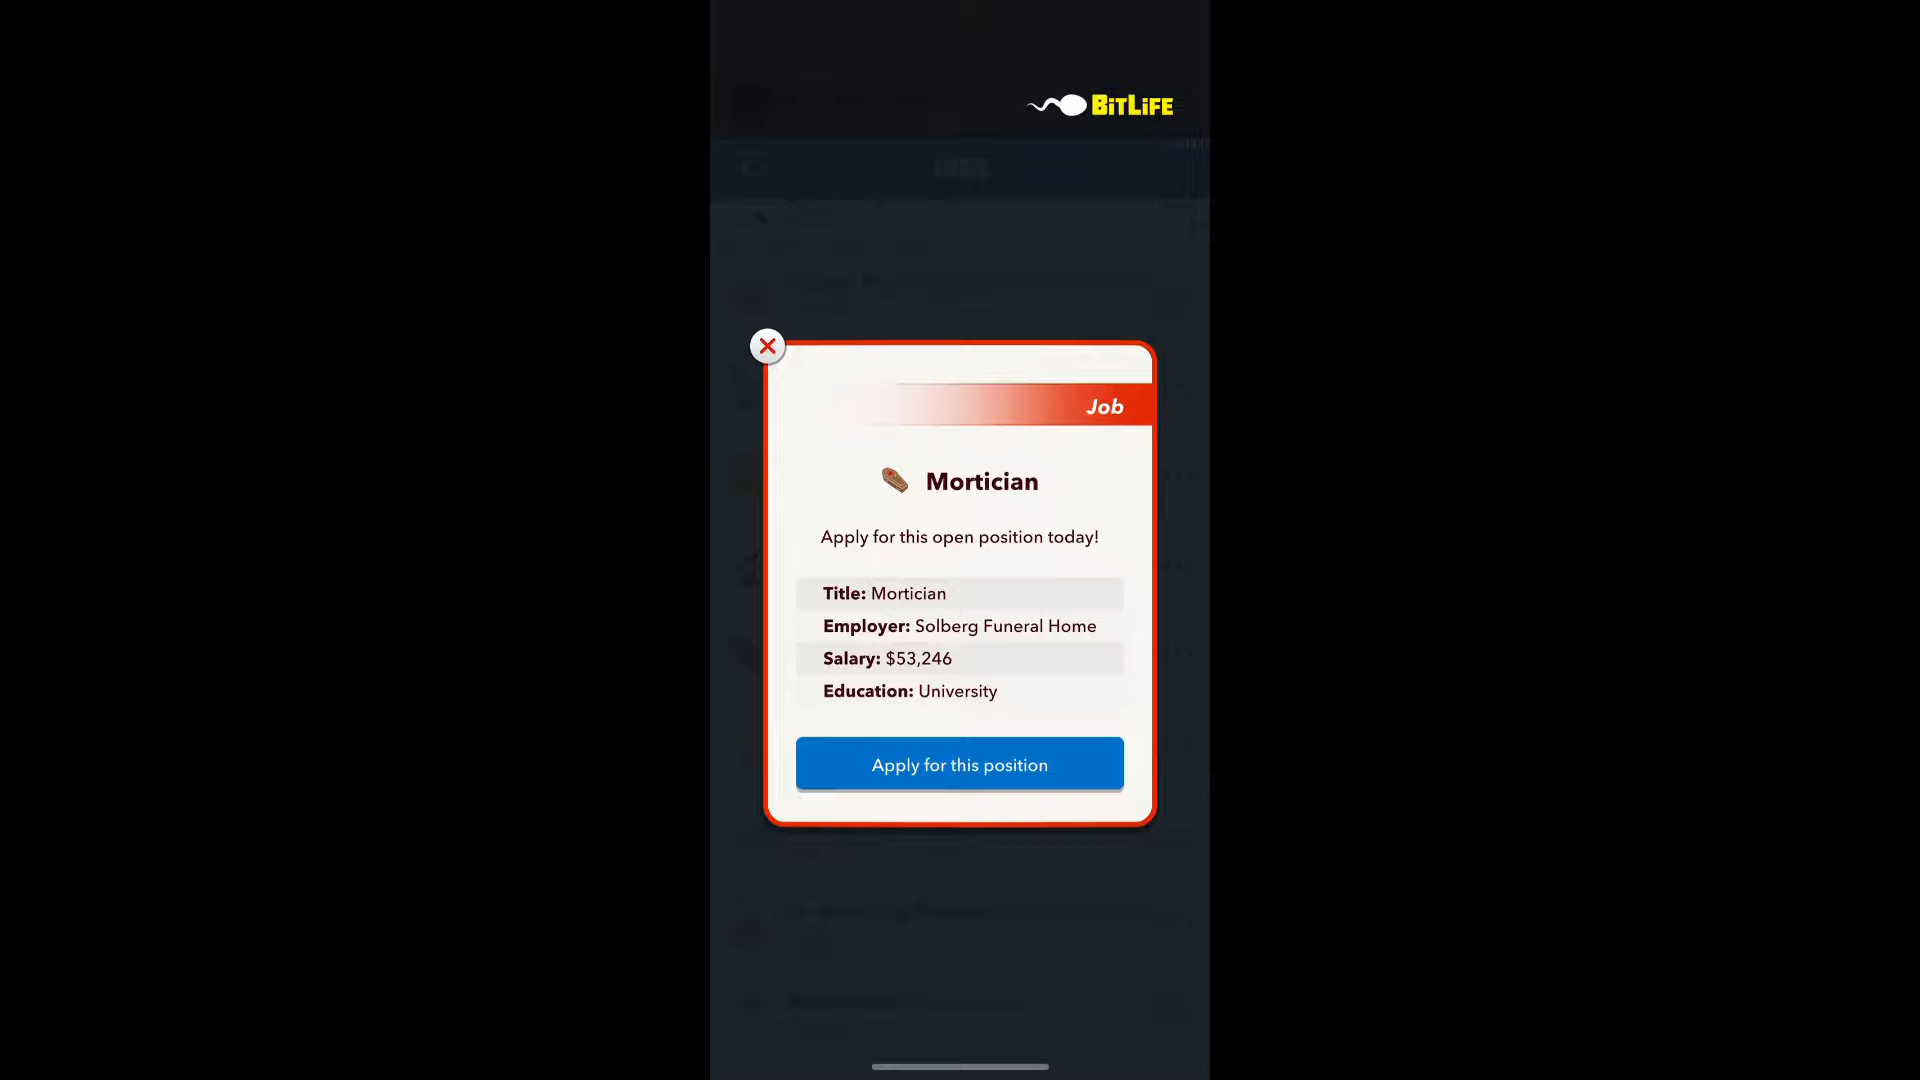 BitLife
Job
Mortician
Apply for this open position today!
Title: Mortician
Employer: Solberg Funeral Home
Salary: $53,246
Education: University
Apply for this position